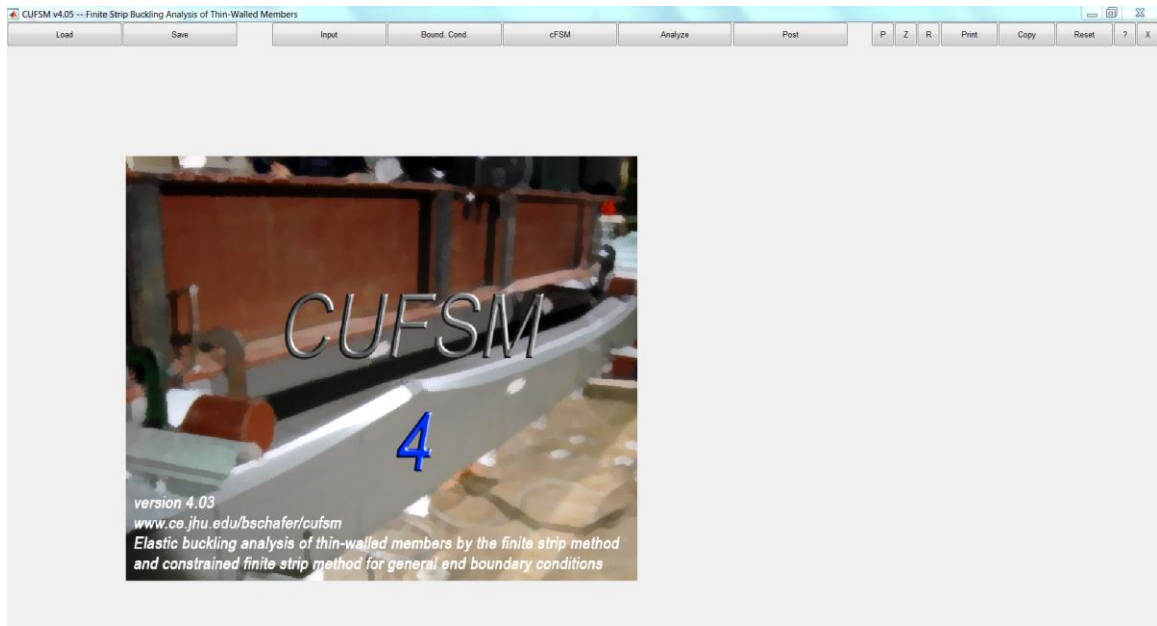 CUFSM v4.05 -- Finite Strip Buckling Analysis of Thin-Walled Members
Load Save Input Bound. Cond. cFSM Analyze Post P Z R Print Copy Reset ? X
CUFSM
4
version 4.03
www.ce.jhu.edu/bschafer/cufsm
Elastic buckling analysis of thin-walled members by the finite strip method
and constrained finite strip method for general end boundary conditions